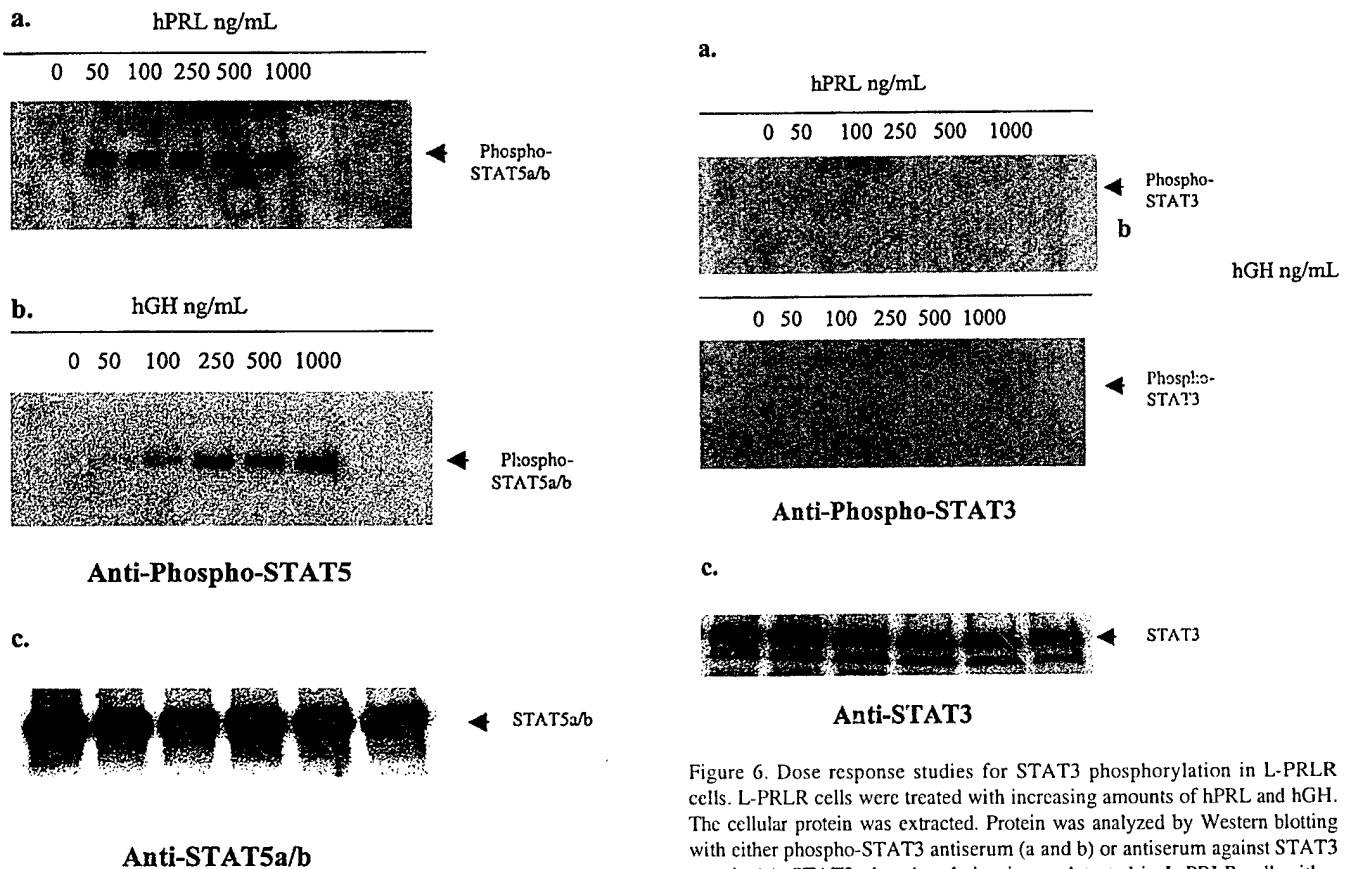 a.
hPRL ng/mL
0 50 100 250 500 1000
Phospho-
STAT5a/b
b.
hGH ng/mL
0 50 100 250 500 1000
Phospho-
STAT5a/b
Anti-Phospho-STAT5
c.
STAT5a/b
Anti-STAT5a/b
a.
hPRL ng/mL
0 50 100 250 500 1000
Phospho-
STAT3
b
hGH ng/mL
0 50 100 250 500 1000
Phospho-
STAT3
Anti-Phospho-STAT3
c.
STAT3
Anti-STAT3
Figure 6. Dose response studies for STAT3 phosphorylation in L-PRLR
cells. L-PRLR cells were treated with increasing amounts of hPRL and hGH.
The cellular protein was extracted. Protein was analyzed by Western blotting
with either phospho-STAT3 antiserum (a and b) or antiserum against STAT3